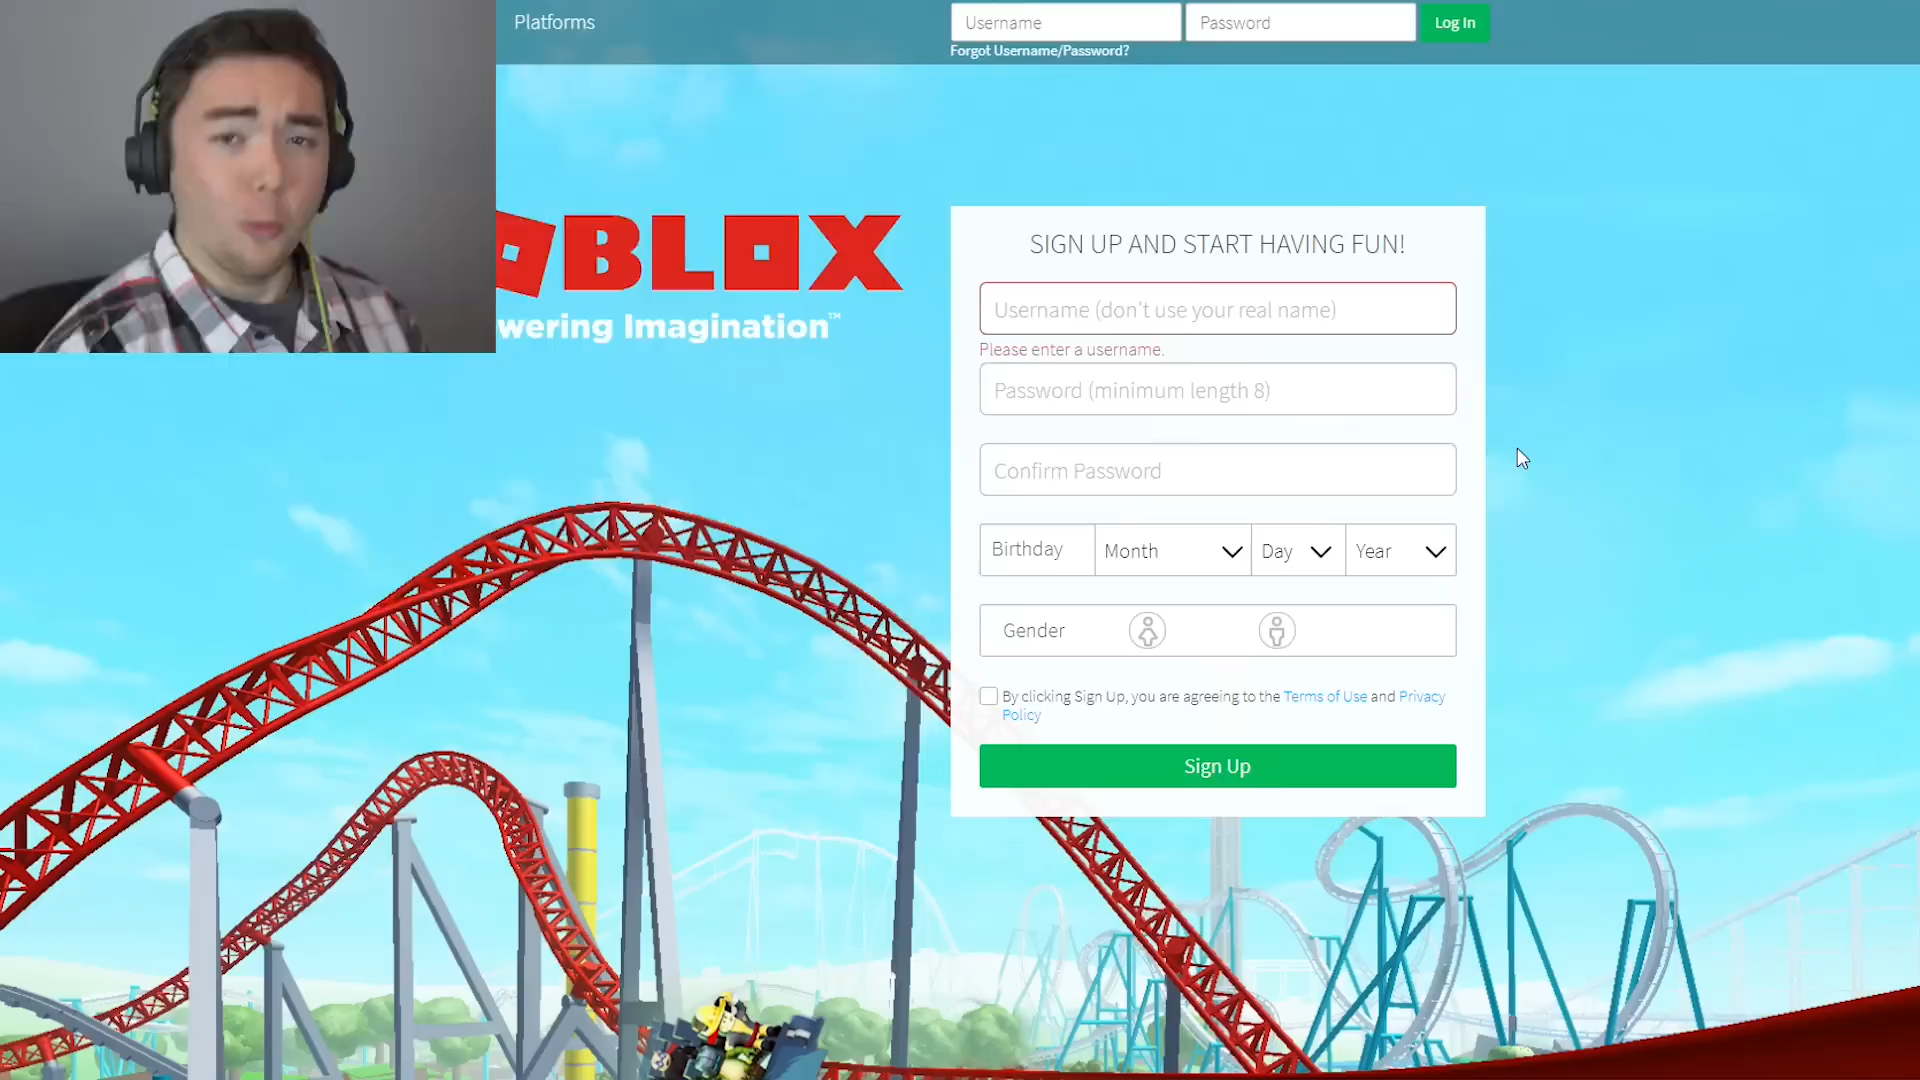 Platforms
Username
Password
Log In
Forgot Username/Password?
OBLOX
wering Imagination™
SIGN UP AND START HAVING FUN!
Username (don't use your real name)
Please enter a username.
Password (minimum length 8)
Confirm Password
Birthday
Month
Day
Year
Gender
By clicking Sign Up, you are agreeing to the Terms of Use and Privacy
Policy
Sign Up